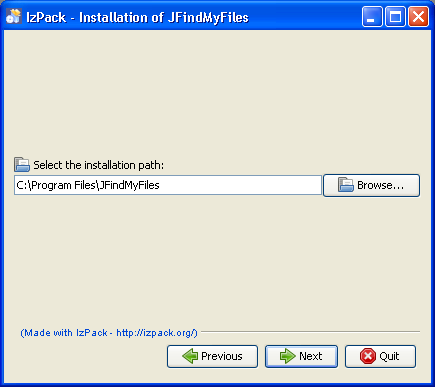 IzPack - Installation of JFindMyFiles
Select the installation path:
C:\Program Files\JFindMyFiles
Browse...
(Made with IzPack - http://izpack.org/)
Previous
Next
Quit